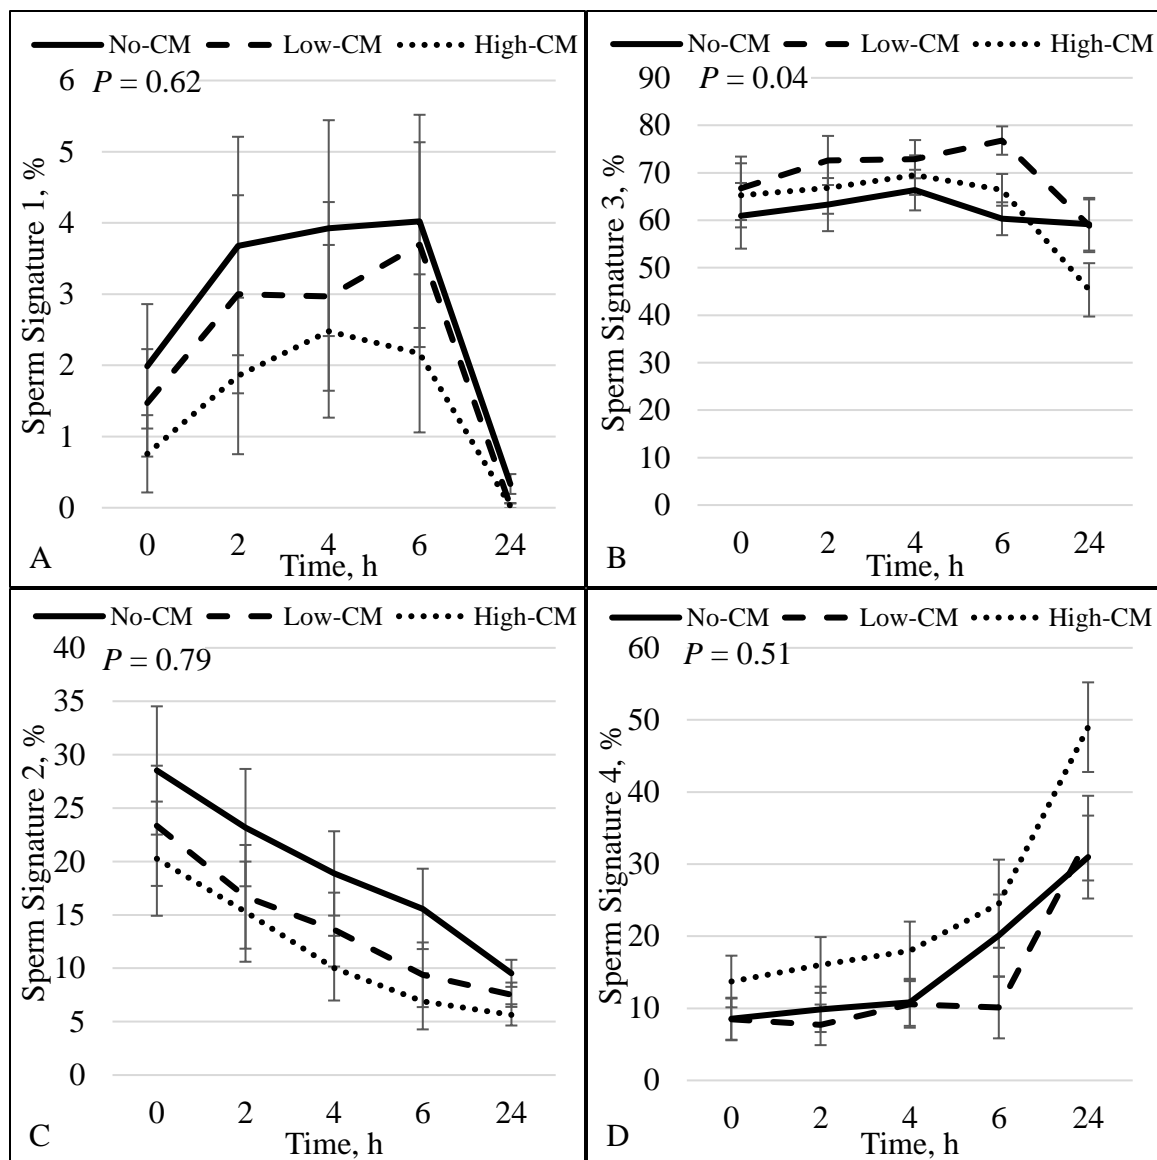 No-CM Low-CM High-CM
P = 0.62
Sperm Signature 1, %
6
5
4
3
2
1
0
0 2 4 6 24
Time, h
A
No-CM Low-CM High-CM
P = 0.04
Sperm Signature 3, %
90
80
70
60
50
40
30
20
10
0
0 2 4 6 24
Time, h
B
No-CM Low-CM High-CM
P = 0.79
Sperm Signature 2, %
40
35
30
25
20
15
10
5
0
0 2 4 6 24
Time, h
C
No-CM Low-CM High-CM
P = 0.51
Sperm Signature 4, %
60
50
40
30
20
10
0
0 2 4 6 24
Time, h
D